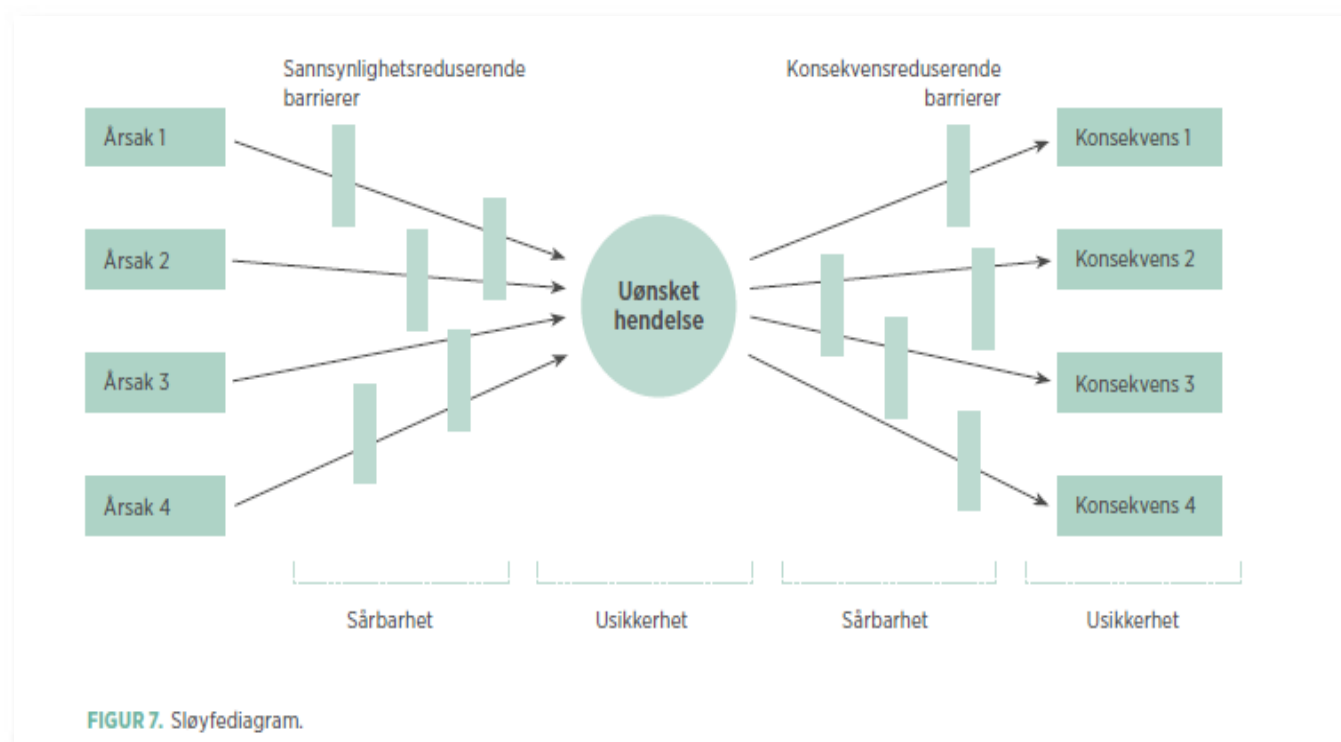 Sannsynlighetsreduserende
barrierer
Konsekvensreduserende
barrierer
Årsak 1
Årsak 2
Årsak 3
Årsak 4
Uønsket
hendelse
Konsekvens 1
Konsekvens 2
Konsekvens 3
Konsekvens 4
Sårbarhet
Usikkerhet
Sårbarhet
Usikkerhet
FIGUR 7. Sløyfediagram.